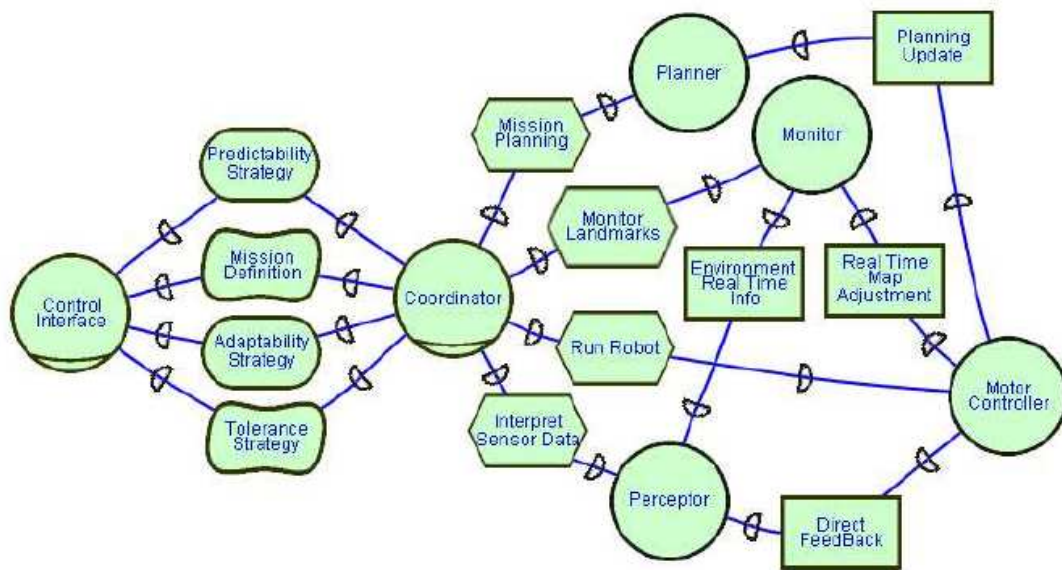 Planning
Update
Planner
Mission
Planning
Monitor
Predictability
Strategy
Monitor
Landmarks
Mission
Definition
Environment
Real Time
Info
Real Time
Map
Adjustment
Control
Interface
Coordinator
Adaptability
Strategy
Run Robot
Motor
Controller
Tolerance
Strategy
Interpret
Sensor Data
Perceptor
Direct
FeedBack